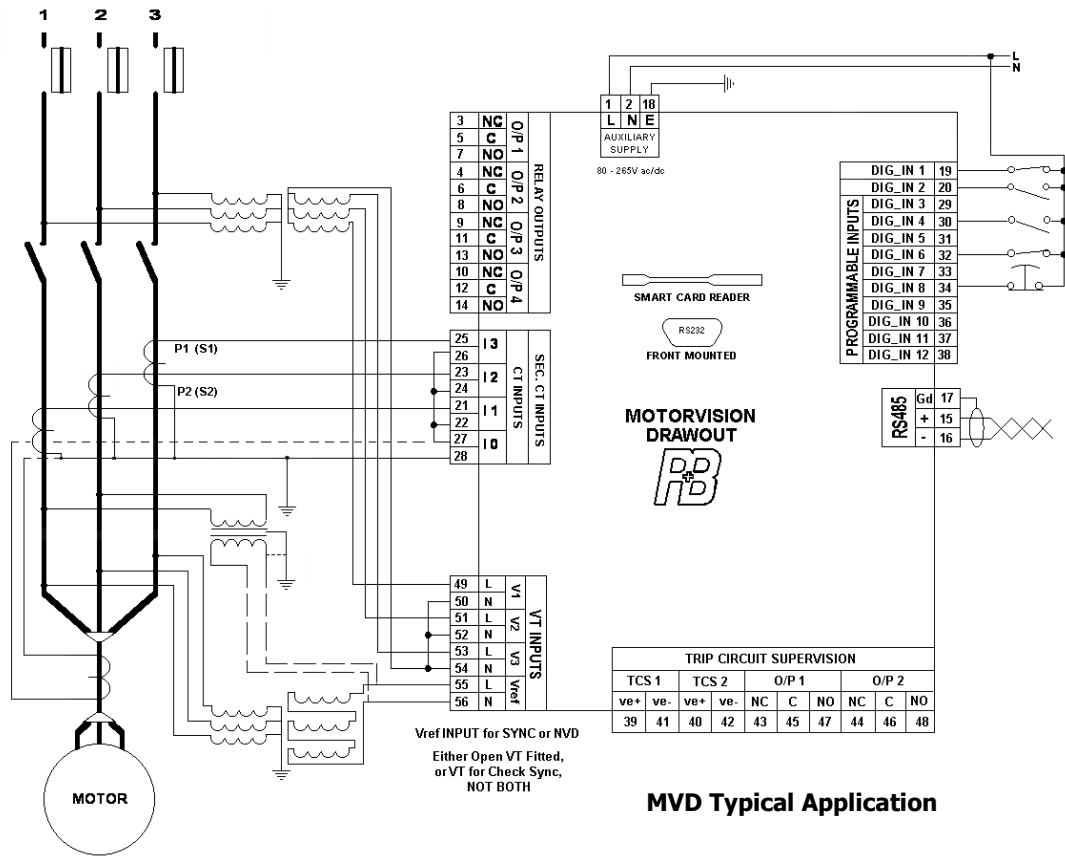 1 2 3
L
N
1 2 18
L N E
AUXILIARY
SUPPLY
80 - 265V ac/dc
3 NC
5 C
7 NO
O/P 1
4 NC
6 C
8 NO
O/P 2
9 NC
11 C
13 NO
O/P 3
10 NC
12 C
14 NO
O/P 4
RELAY OUTPUTS
DIG_IN 1 19
DIG_IN 2 20
DIG_IN 3 29
DIG_IN 4 30
DIG_IN 5 31
DIG_IN 6 32
DIG_IN 7 33
DIG_IN 8 34
DIG_IN 9 35
DIG_IN 10 36
DIG_IN 11 37
DIG_IN 12 38
PROGRAMMABLE INPUTS
SMART CARD READER
RS232
FRONT MOUNTED
P1 (S1)
P2 (S2)
25
26
I3
23
24
I2
21
22
I1
27
28
I0
CT INPUTS
SEC. CT INPUTS
RS485
Gd 17
+ 15
- 16
MOTORVISION
DRAWOUT
P+B
49 L
50 N
V1
51 L
52 N
V2
53 L
54 N
V3
55 L
56 N
Vref
VT INPUTS
Vref INPUT for SYNC or NVD
Either Open VT Fitted,
or VT for Check Sync,
NOT BOTH
TRIP CIRCUIT SUPERVISION
TCS 1 TCS 2 O/P 1 O/P 2
ve+ ve- ve+ ve- NC C NO NC C NO
39 41 40 42 43 45 47 44 46 48
MOTOR
MVD Typical Application